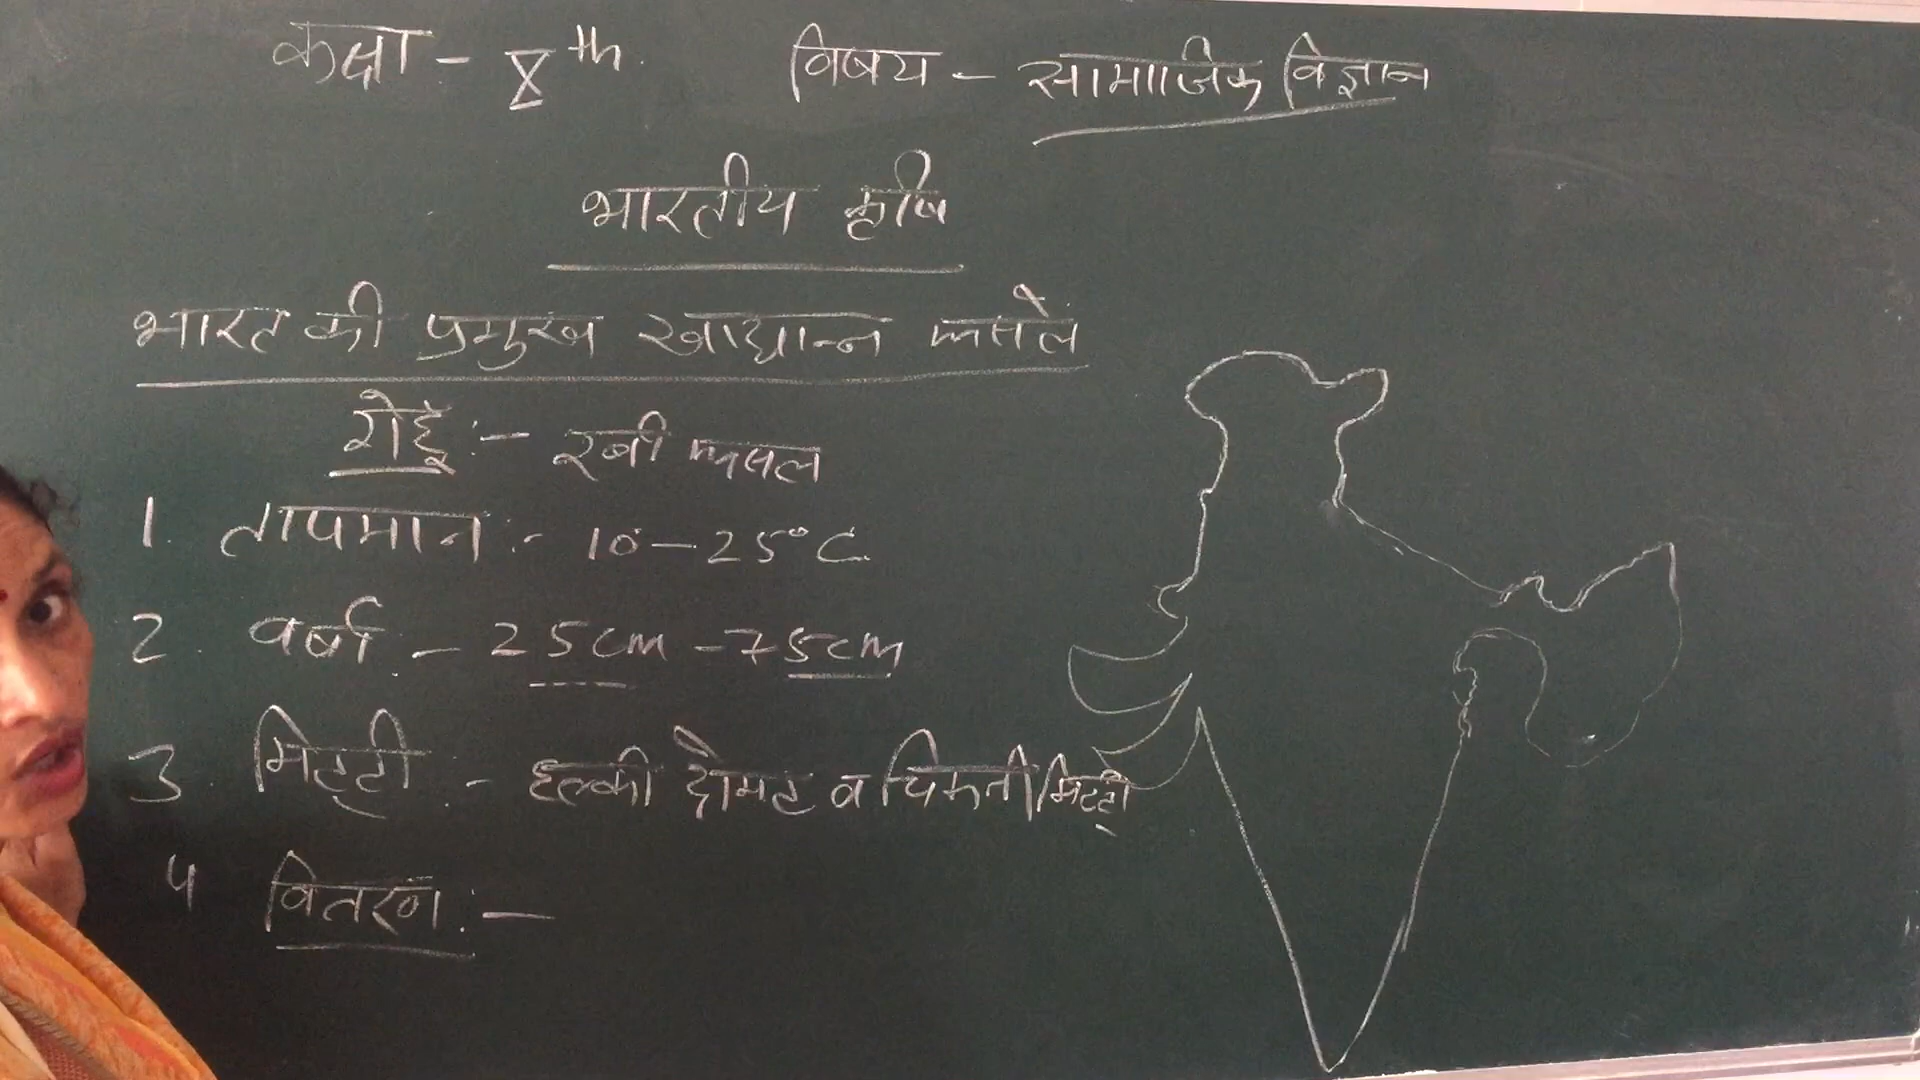 कक्षा - Xth. विषय - सामाजिक विज्ञान
भारतीय कृषि
भारत की प्रमुख खाद्यान्न फसले
गेहूँ :- रबी फसल
1. तापमान :- 10 - 25°C.
2. वर्षा - 25cm - 75cm
3. मिट्टी :- हल्की दोमट व चिकनी मिट्टी
4 वितरण :-